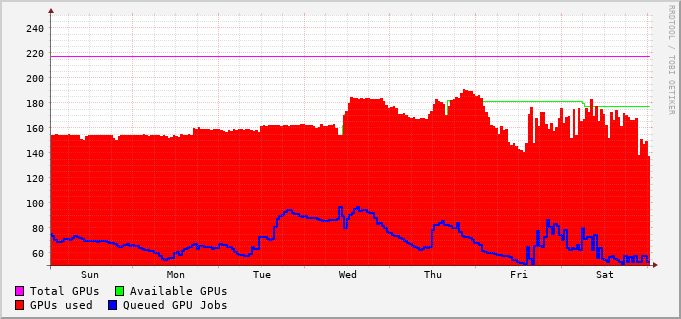 240
220
200
180
160
140
120
100
80
60
Sun Mon Tue Wed Thu Fri Sat
Total GPUs Available GPUs
GPUs used Queued GPU Jobs
RRDTOOL / TOBI OETIKER